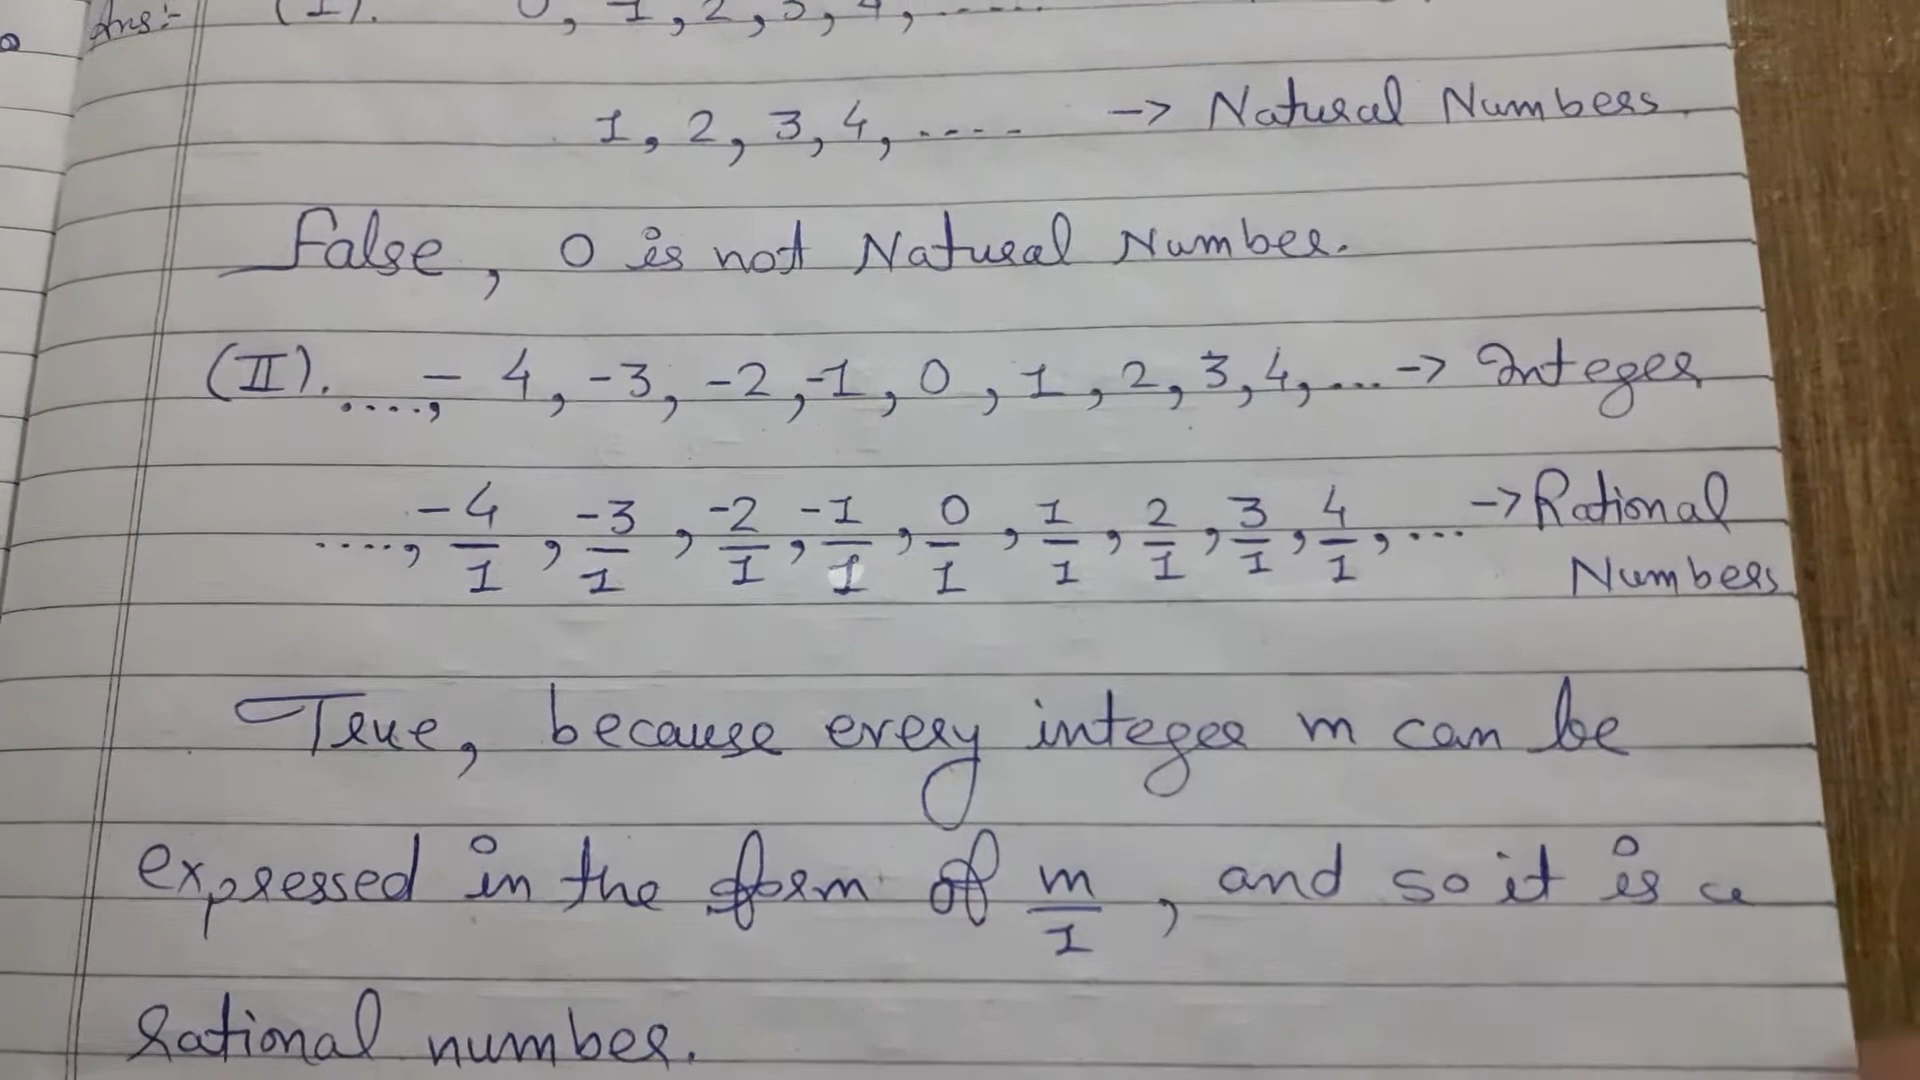 Ans:- (I). 0, 1, 2, 3, 4, ....
1, 2, 3, 4, .... -> Natural Numbers
False, 0 is not Natural Number.
(II). ...., -4, -3, -2, -1, 0, 1, 2, 3, 4, ... -> Integer
...., -4/1, -3/1, -2/1, -1/1, 0/1, 1/1, 2/1, 3/1, 4/1, ... -> Rational
Numbers
True, because every integer m can be
expressed in the form of m/1, and so it is a
rational number.